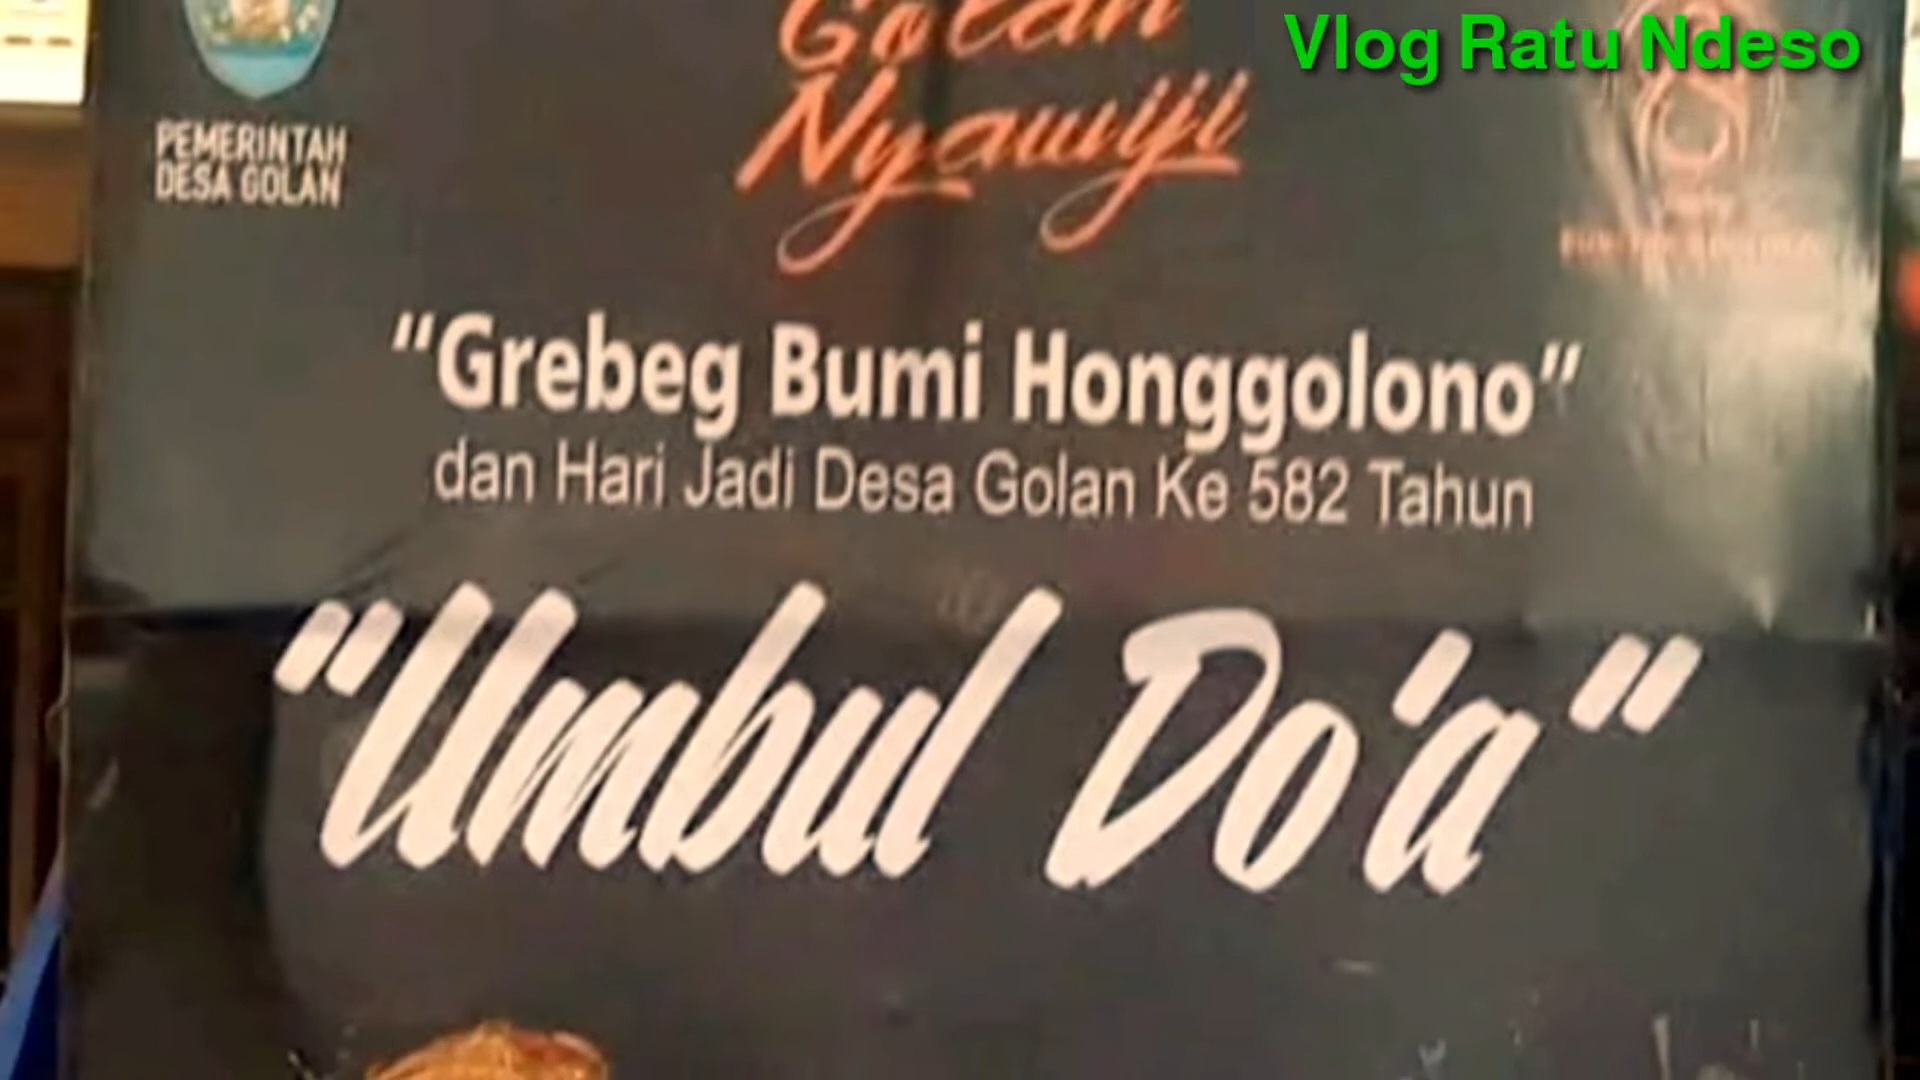 Vlog Ratu Ndeso
Golan
Nyawiji
PEMERINTAH
DESA GOLAN
“Grebeg Bumi Honggolono”
dan Hari Jadi Desa Golan Ke 582 Tahun
“Umbul Do'a”